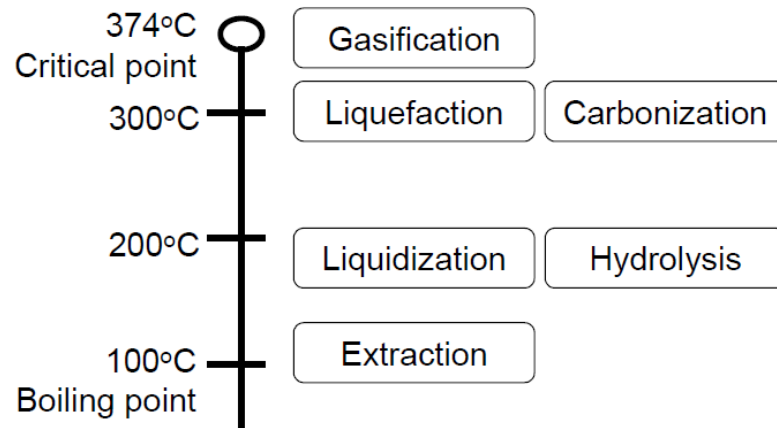 374°C
Critical point
Gasification
300°C
Liquefaction
Carbonization
200°C
Liquidization
Hydrolysis
100°C
Boiling point
Extraction